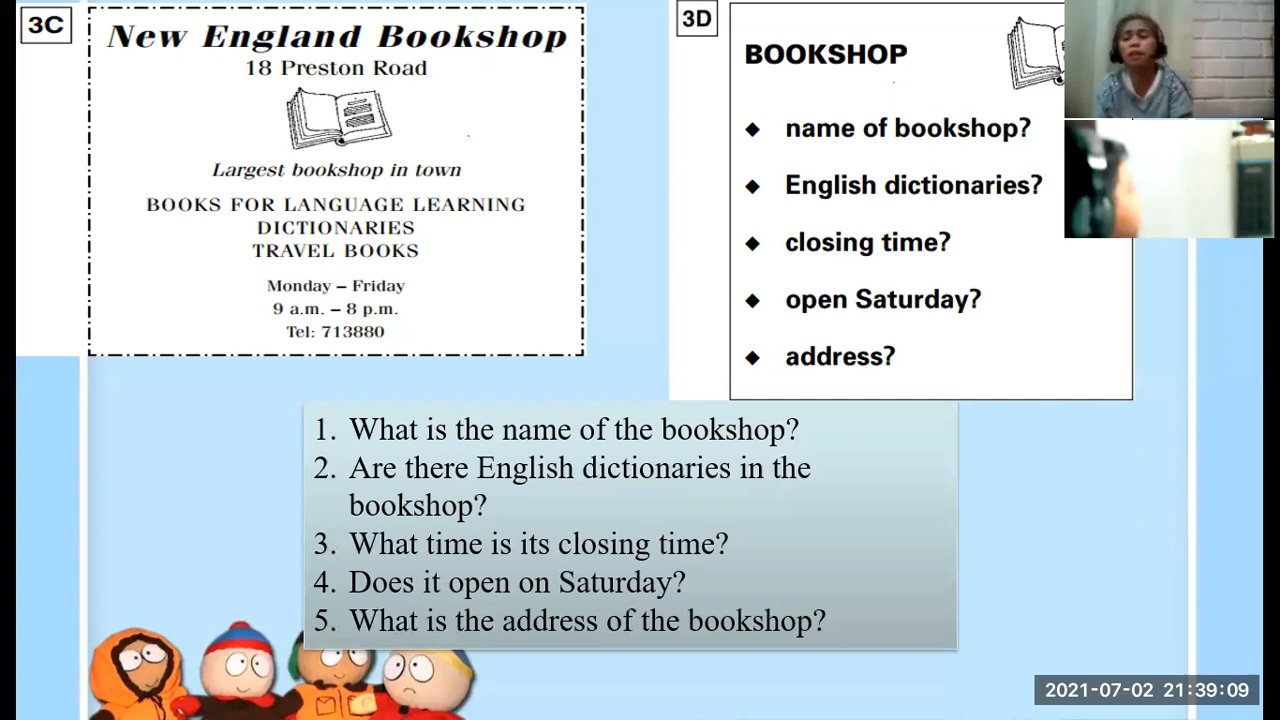 3C
New England Bookshop
18 Preston Road
Largest bookshop in town
BOOKS FOR LANGUAGE LEARNING
DICTIONARIES
TRAVEL BOOKS
Monday – Friday
9 a.m. – 8 p.m.
Tel: 713880
3D
BOOKSHOP
◆ name of bookshop?
◆ English dictionaries?
◆ closing time?
◆ open Saturday?
◆ address?
1. What is the name of the bookshop?
2. Are there English dictionaries in the
bookshop?
3. What time is its closing time?
4. Does it open on Saturday?
5. What is the address of the bookshop?
2021-07-02 21:39:09